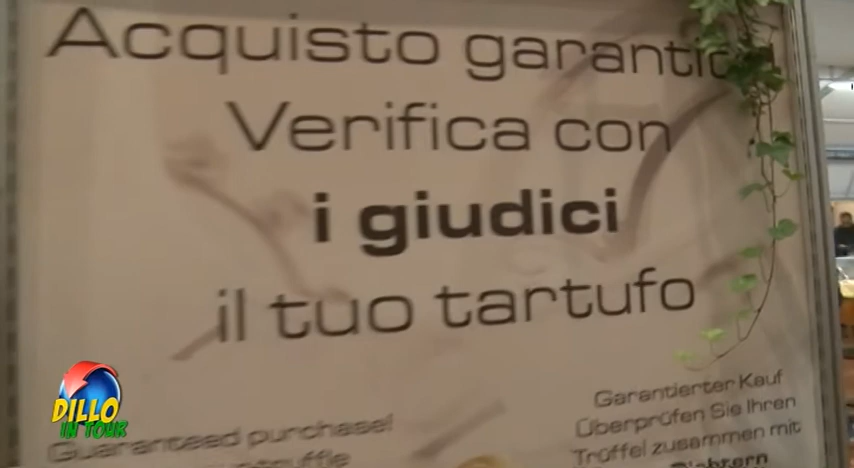 Acquisto garantito
Verifica con
i giudici
il tuo tartufo
Guaranteed purchase!
Garantierter Kauf
Überprüfen Sie Ihren
Trüffel zusammen mit
DILLO
IN TOUR